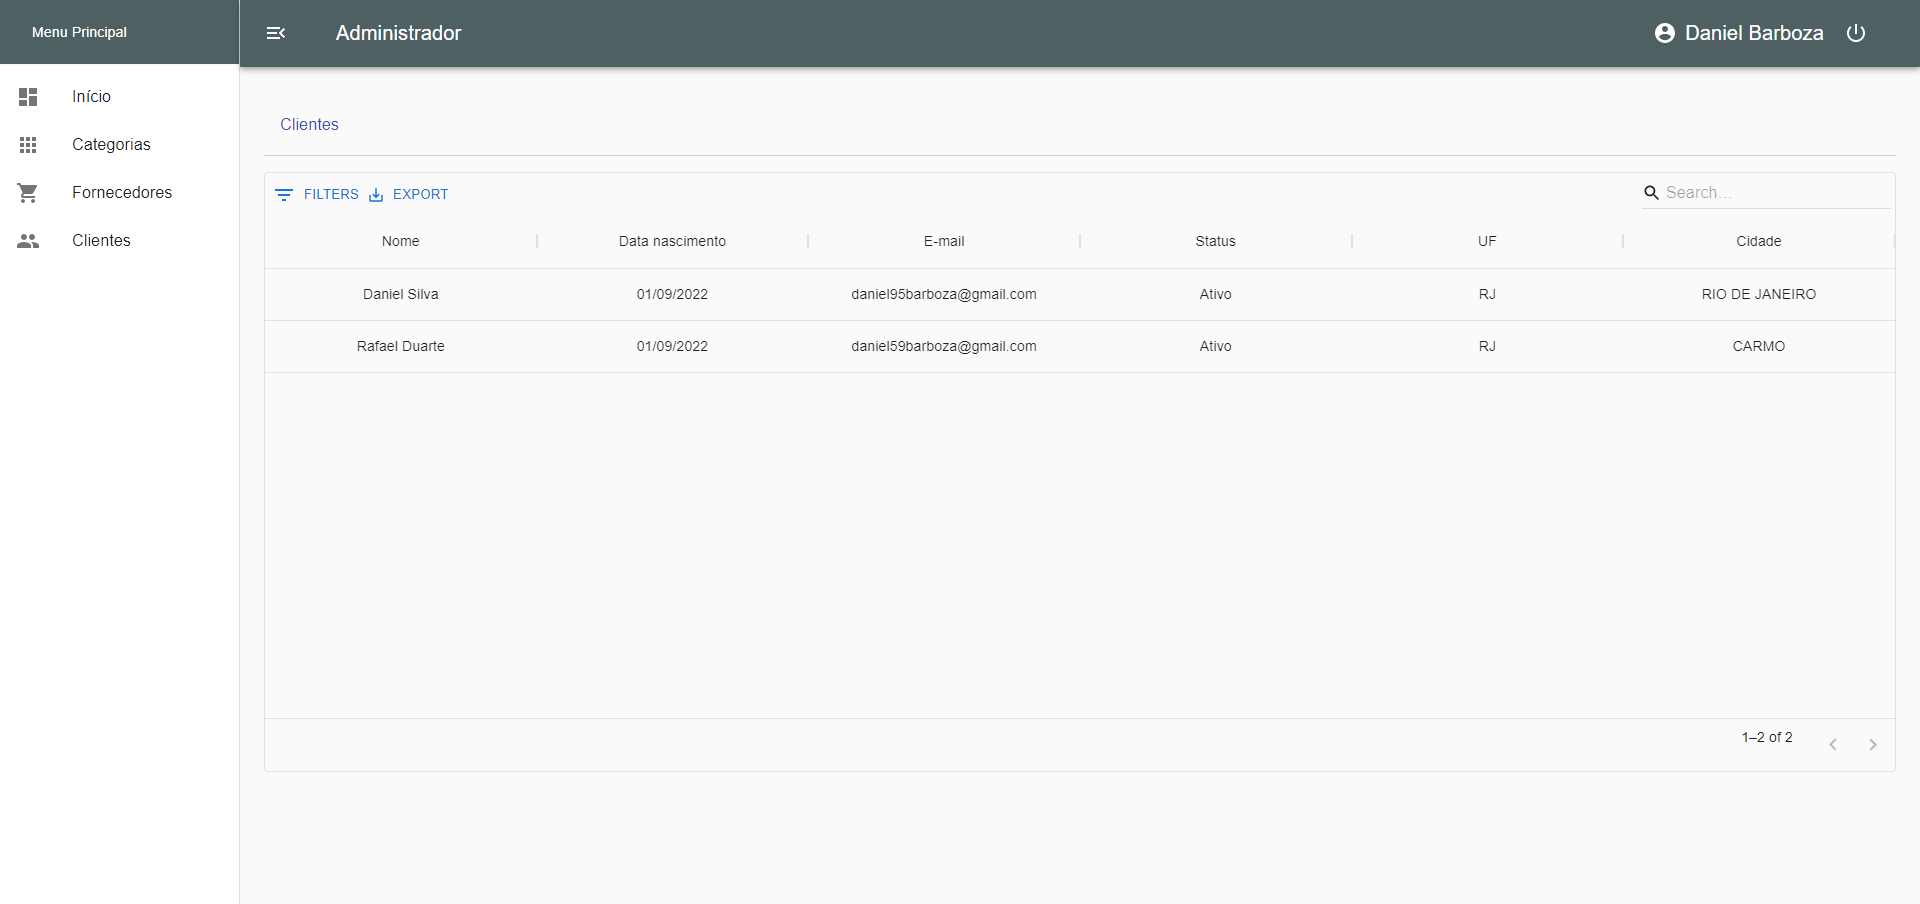 Menu Principal
Administrador
Daniel Barboza
Início
Categorias
Fornecedores
Clientes
Clientes
FILTERS EXPORT
Search…
Nome Data nascimento E-mail Status UF Cidade
Daniel Silva 01/09/2022 daniel95barboza@gmail.com Ativo RJ RIO DE JANEIRO
Rafael Duarte 01/09/2022 daniel59barboza@gmail.com Ativo RJ CARMO
1–2 of 2